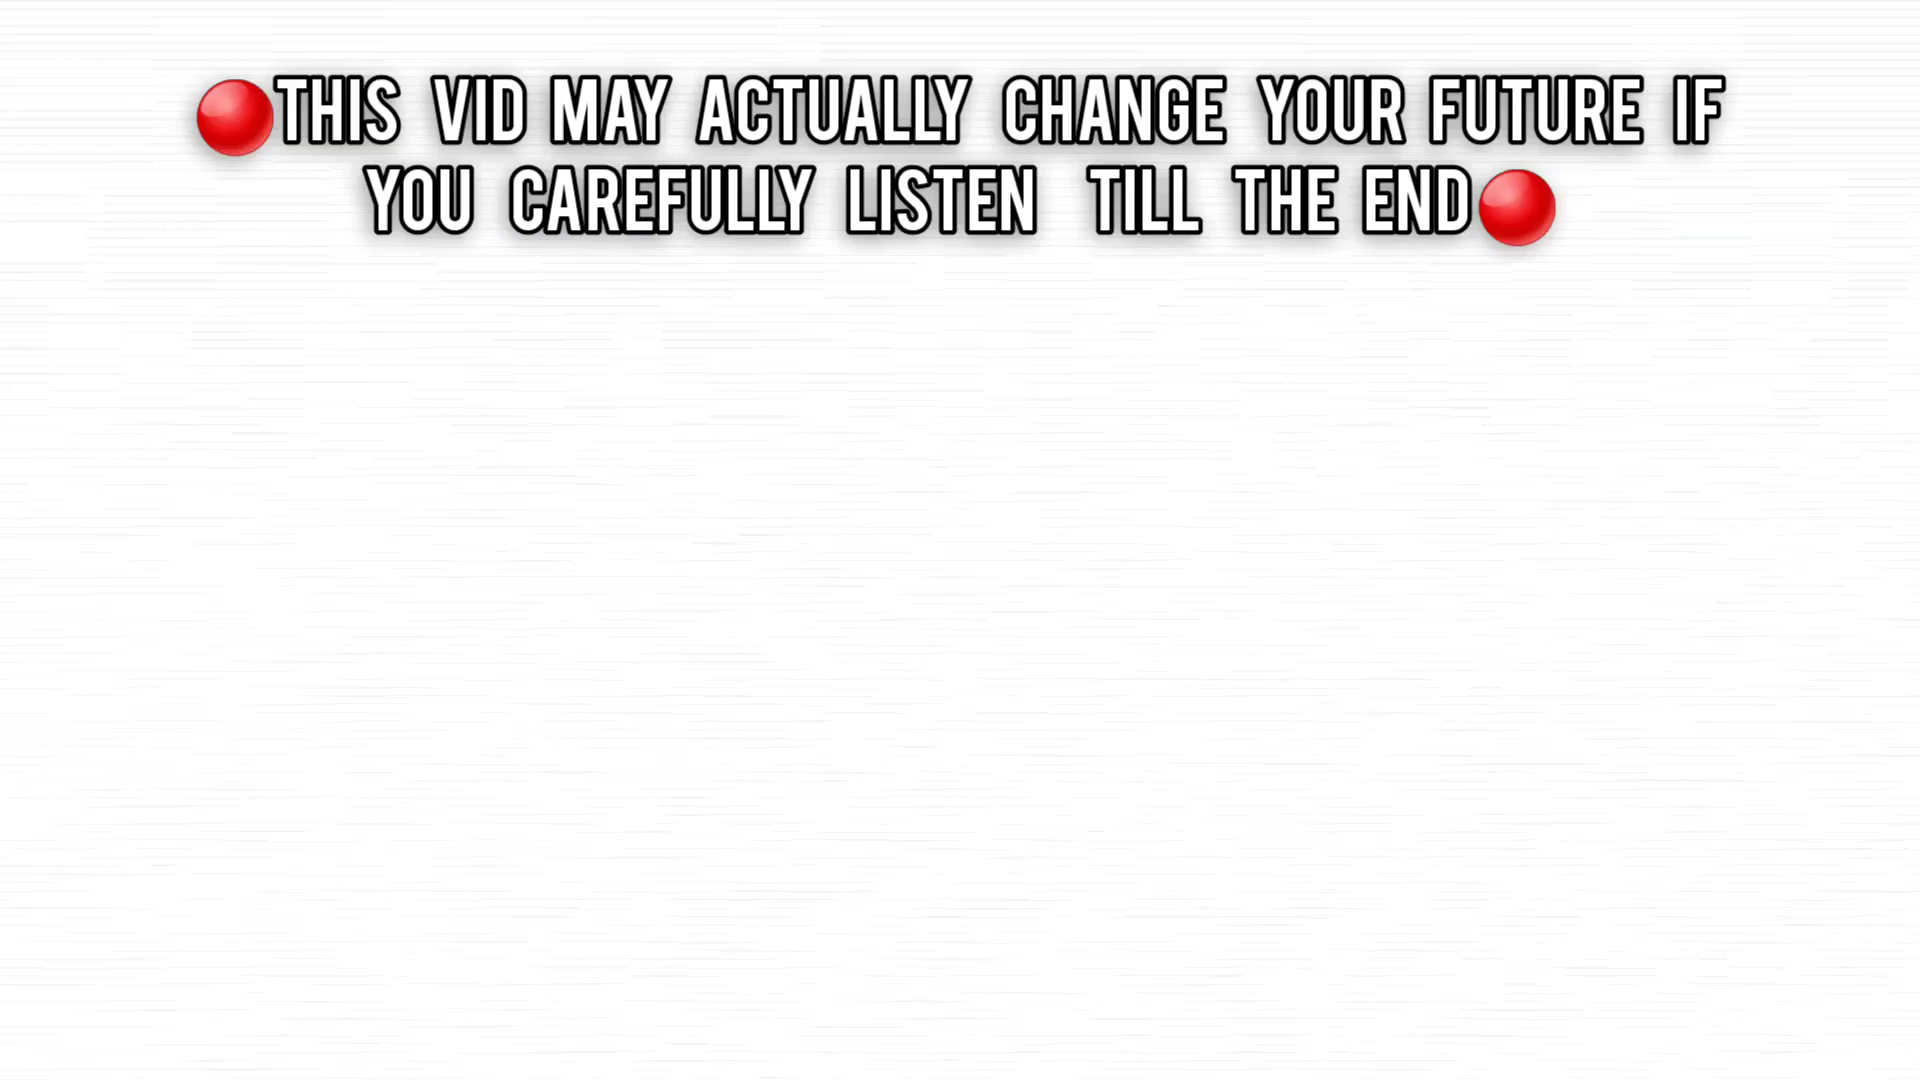 🔴THIS VID MAY ACTUALLY CHANGE YOUR FUTURE IF
YOU CAREFULLY LISTEN TILL THE END🔴